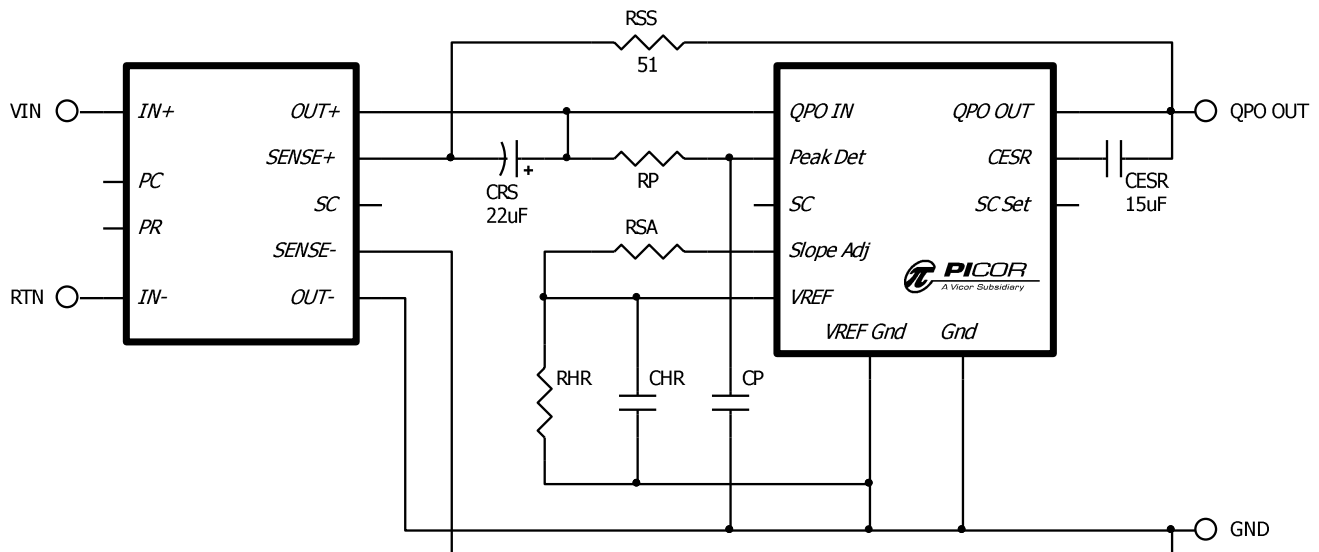 RSS
51
VIN
IN+
OUT+
QPO IN
QPO OUT
QPO OUT
SENSE+
Peak Det
CESR
PC
RP
CRS
+
22uF
CESR
15uF
SC
SC
SC Set
PR
RSA
SENSE-
Slope Adj
PICOR
A Vicor Subsidiary
RTN
IN-
OUT-
VREF
VREF Gnd
Gnd
RHR
CHR
CP
GND